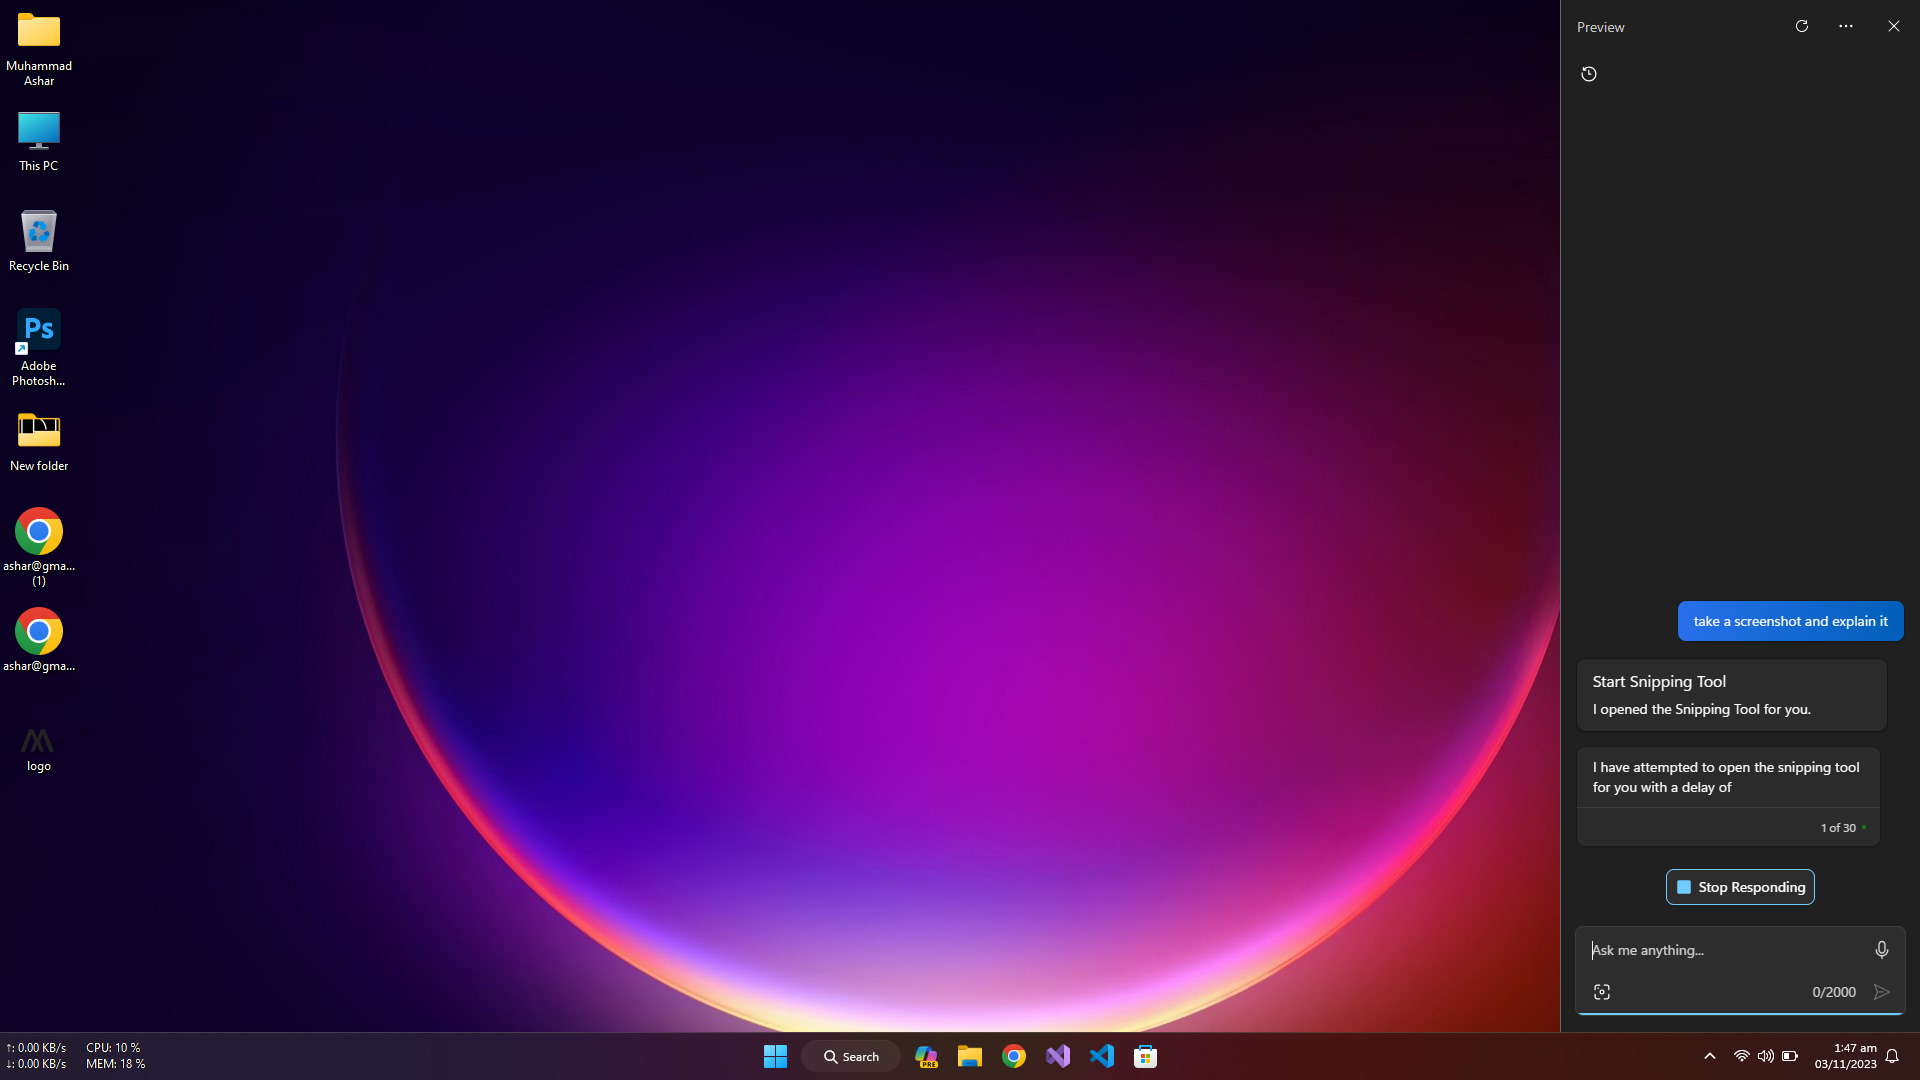 Muhammad
Ashar
This PC
Recycle Bin
Ps
Adobe
Photosh...
New folder
ashar@gma...
(1)
ashar@gma...
logo
Preview
take a screenshot and explain it
Start Snipping Tool
I opened the Snipping Tool for you.
I have attempted to open the snipping tool
for you with a delay of
1 of 30
Stop Responding
Ask me anything...
0/2000
↑: 0.00 KB/s CPU: 10 %
↓: 0.00 KB/s MEM: 18 %
Search
PRE
1:47 am
03/11/2023